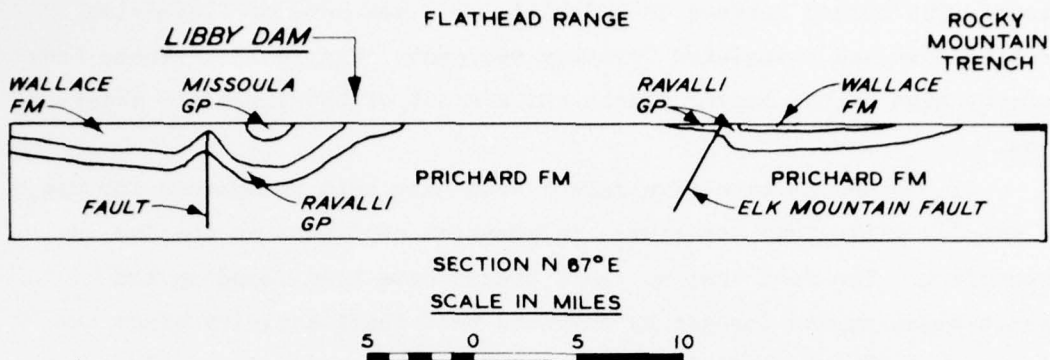 FLATHEAD RANGE
ROCKY
MOUNTAIN
TRENCH
LIBBY DAM
WALLACE
FM
MISSOULA
GP
RAVALLI
GP
WALLACE
FM
PRICHARD FM
PRICHARD FM
FAULT
RAVALLI
GP
ELK MOUNTAIN FAULT
SECTION N 67°E
SCALE IN MILES
5 0 5 10